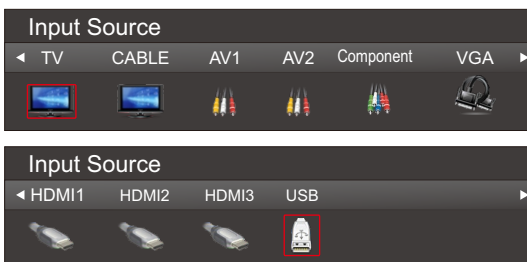 Input Source
TV CABLE AV1 AV2 Component VGA
Input Source
HDMI1 HDMI2 HDMI3 USB